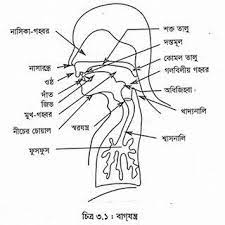 নাসিকা-গহ্বর
নাসারন্ধ্র
ওষ্ঠ
দাঁত
জিভ
মুখ-গহ্বর
নীচের চোয়াল
স্বরযন্ত্র
ফুসফুস
শক্ত তালু
দন্তমূল
কোমল তালু
গলবিলীয় গহ্বর
অধিজিহ্বা
খাদ্যনালি
শ্বাসনালি
চিত্র ৩.১ : বাগ্‌যন্ত্র